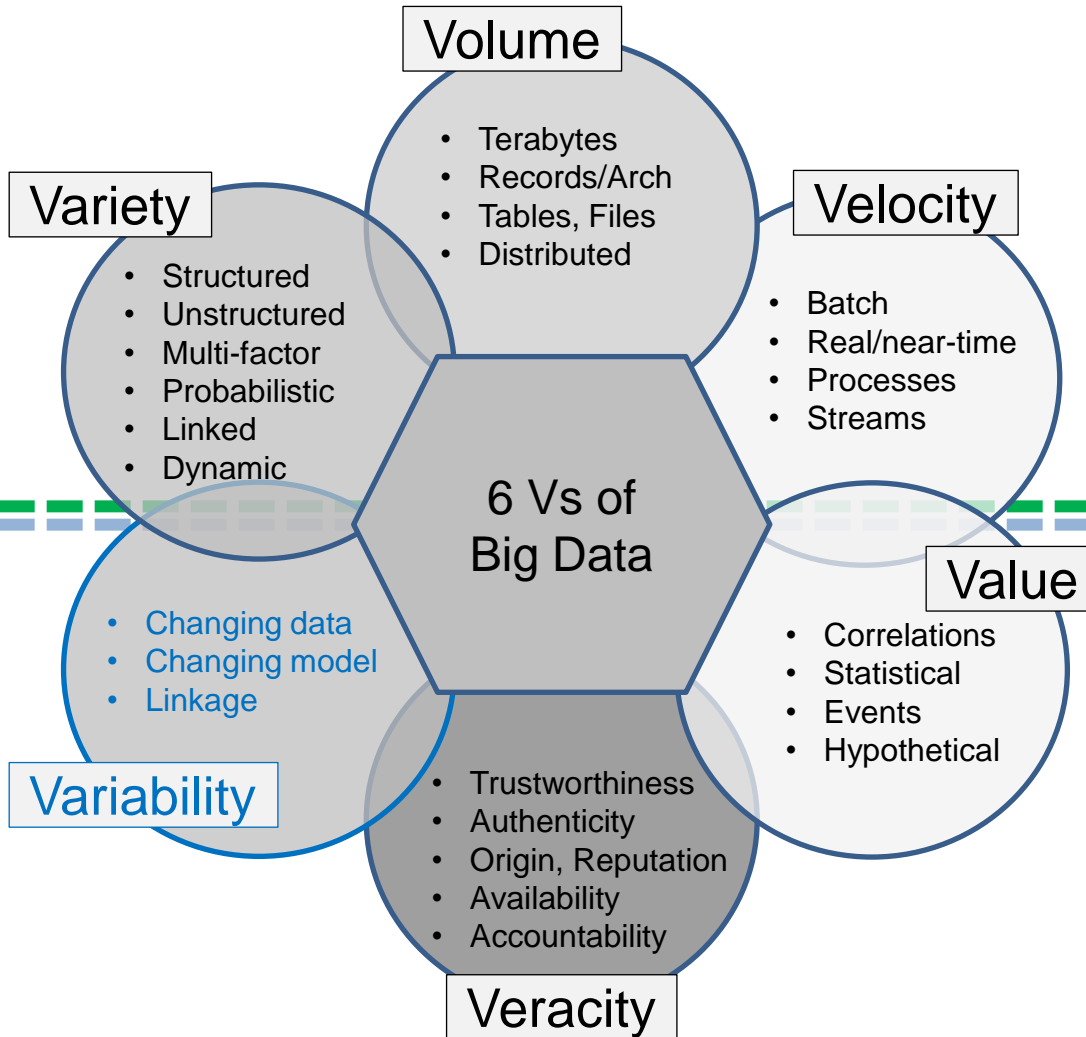 Volume
• Terabytes
• Records/Arch
• Tables, Files
• Distributed
Variety
• Structured
• Unstructured
• Multi-factor
• Probabilistic
• Linked
• Dynamic
Velocity
• Batch
• Real/near-time
• Processes
• Streams
6 Vs of
Big Data
Value
• Correlations
• Statistical
• Events
• Hypothetical
• Changing data
• Changing model
• Linkage
Variability
• Trustworthiness
• Authenticity
• Origin, Reputation
• Availability
• Accountability
Veracity